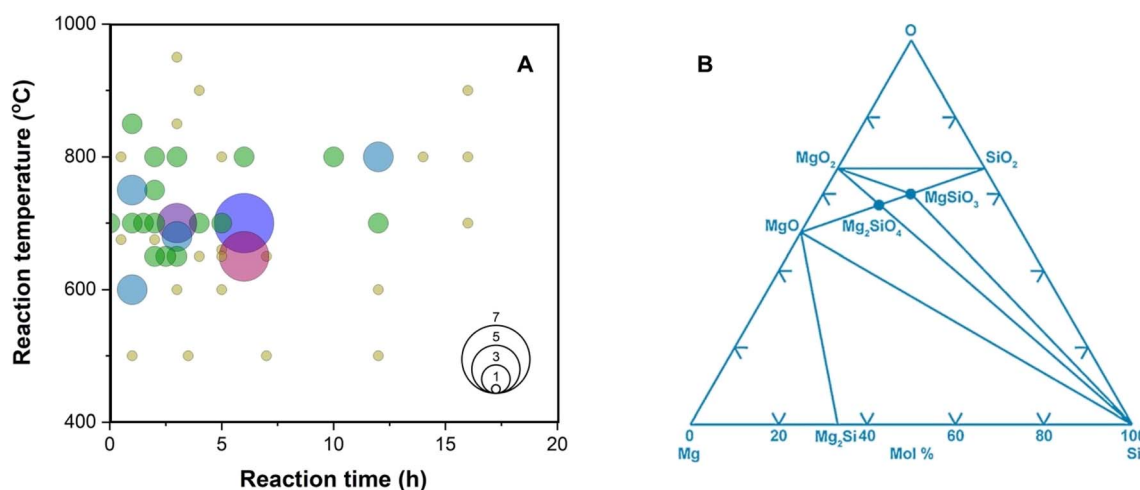 A
Reaction temperature (°C)
1000
800
600
400
0
5
10
15
20
Reaction time (h)
7
5
3
1
B
O
MgO₂
SiO₂
MgSiO₃
Mg₂SiO₄
MgO
0
20
Mg₂Si
40
60
80
100
Mg
Mol %
Si